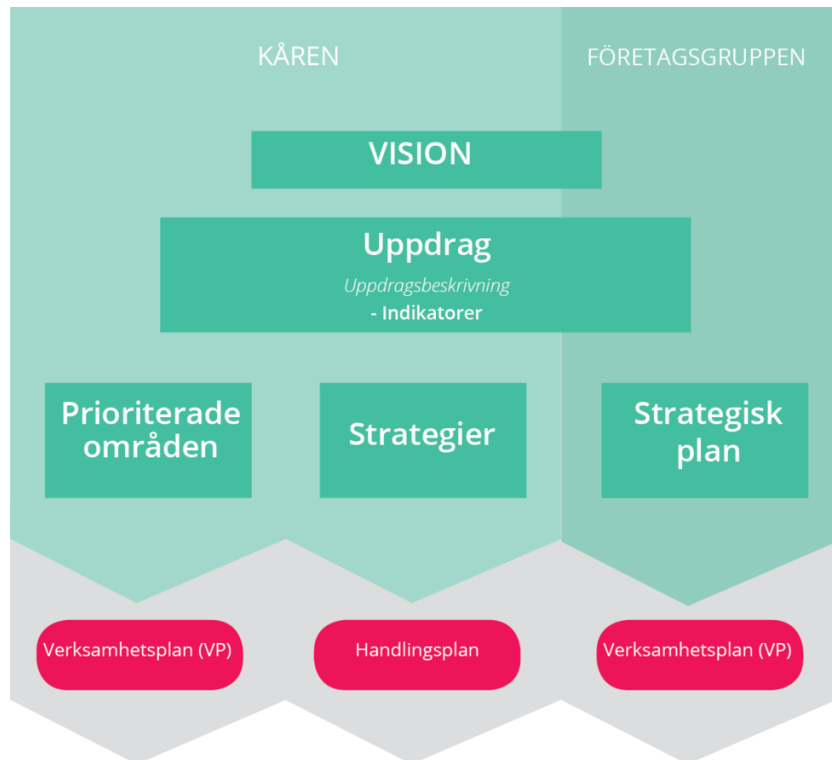 KÅREN
FÖRETAGSGRUPPEN
VISION
Uppdrag
Uppdragsbeskrivning
- Indikatorer
Prioriterade
områden
Strategier
Strategisk
plan
Verksamhetsplan (VP)
Handlingsplan
Verksamhetsplan (VP)